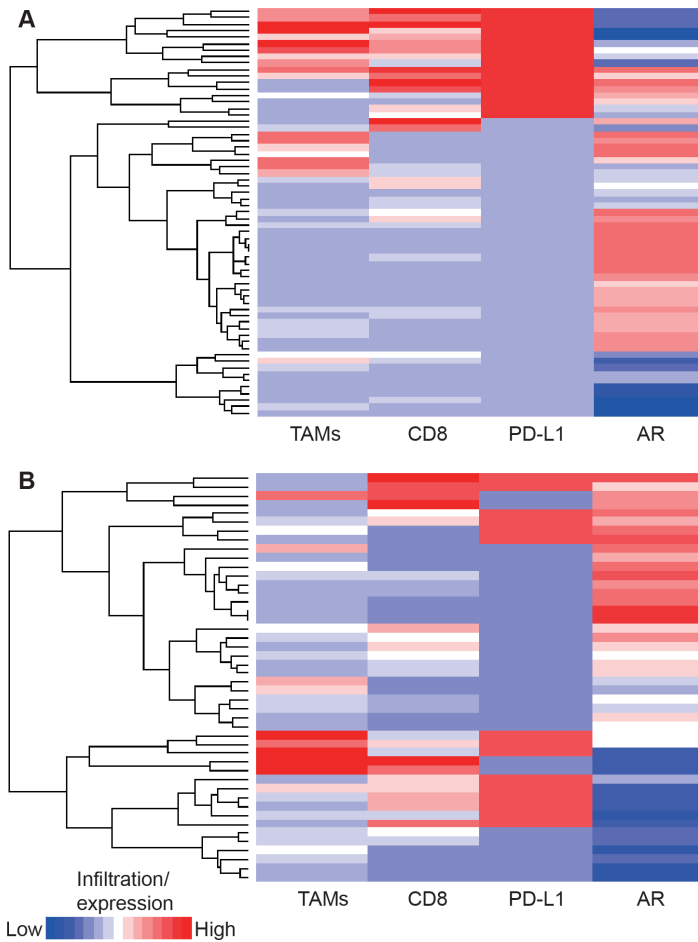 A
TAMs CD8 PD-L1 AR
B
TAMs CD8 PD-L1 AR
Infiltration/
expression
Low High